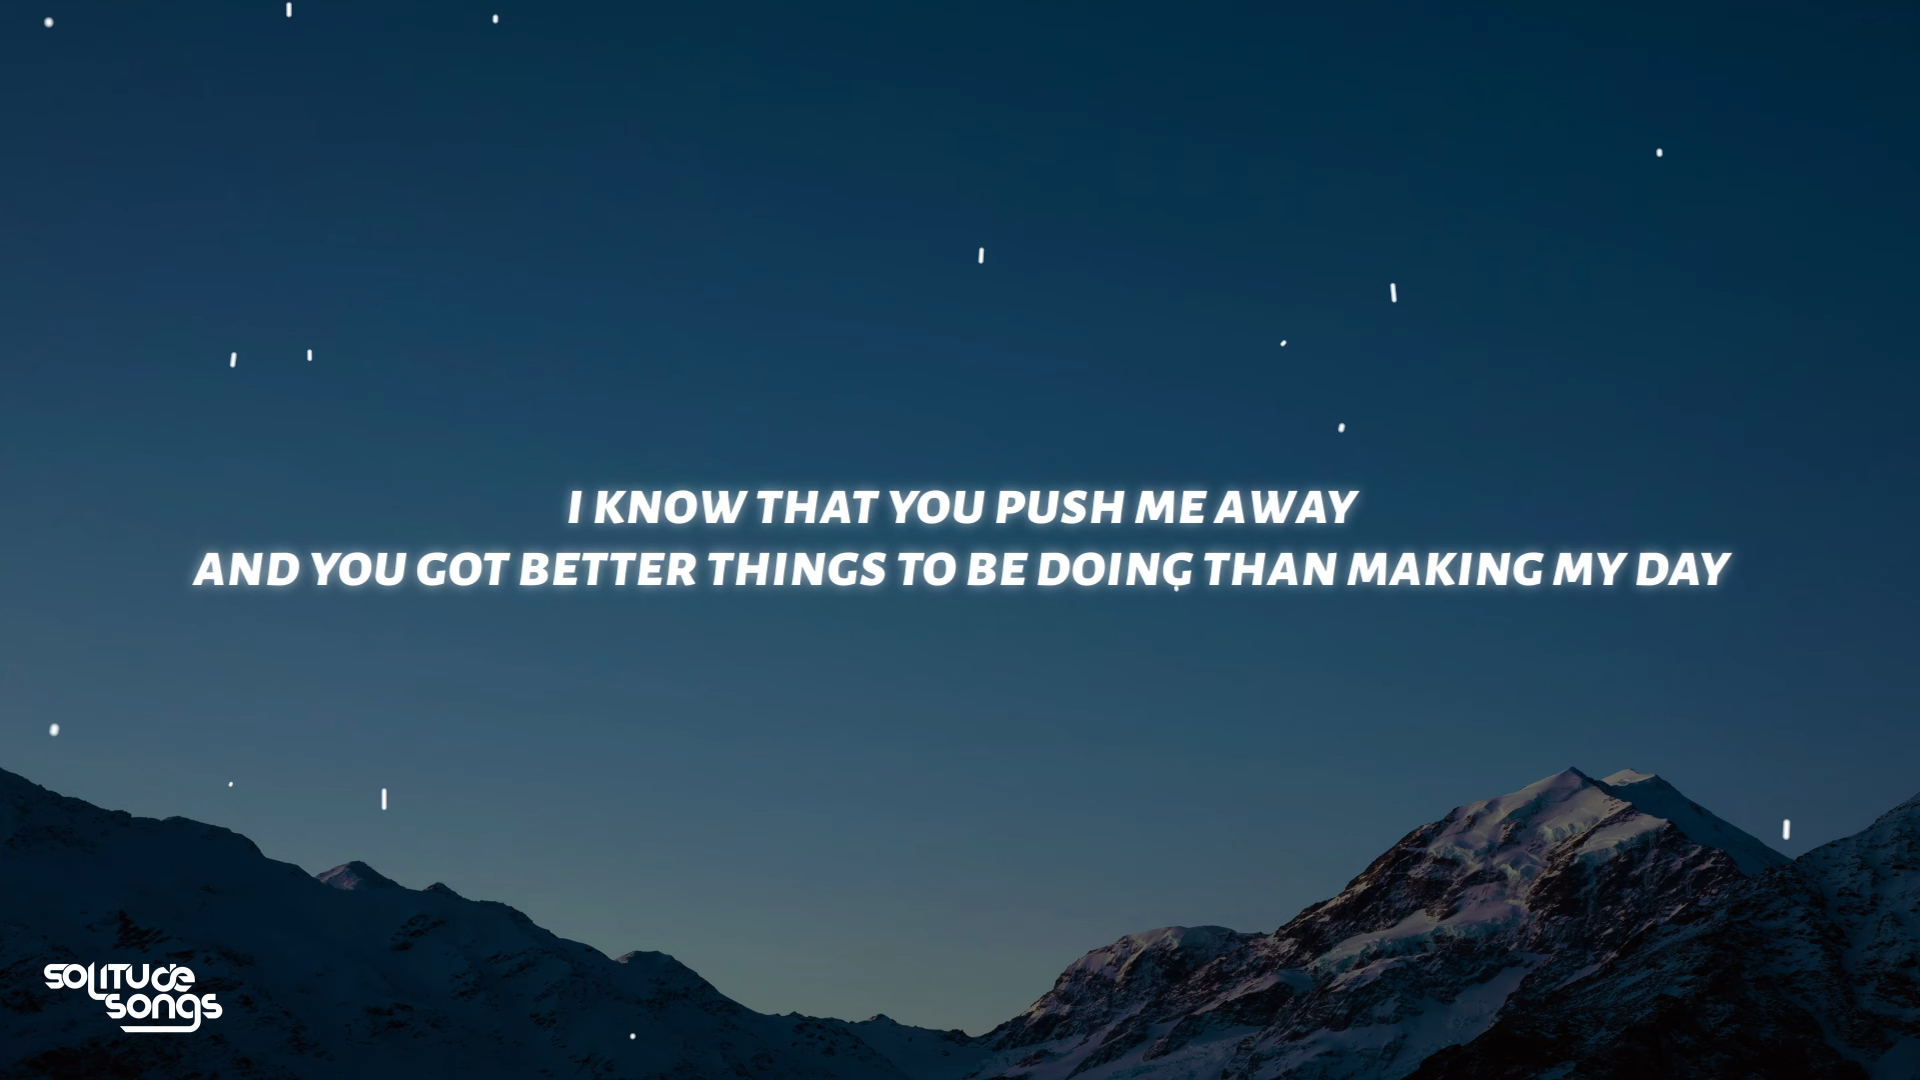 I KNOW THAT YOU PUSH ME AWAY
AND YOU GOT BETTER THINGS TO BE DOING THAN MAKING MY DAY
SOLITUDE
SONGS